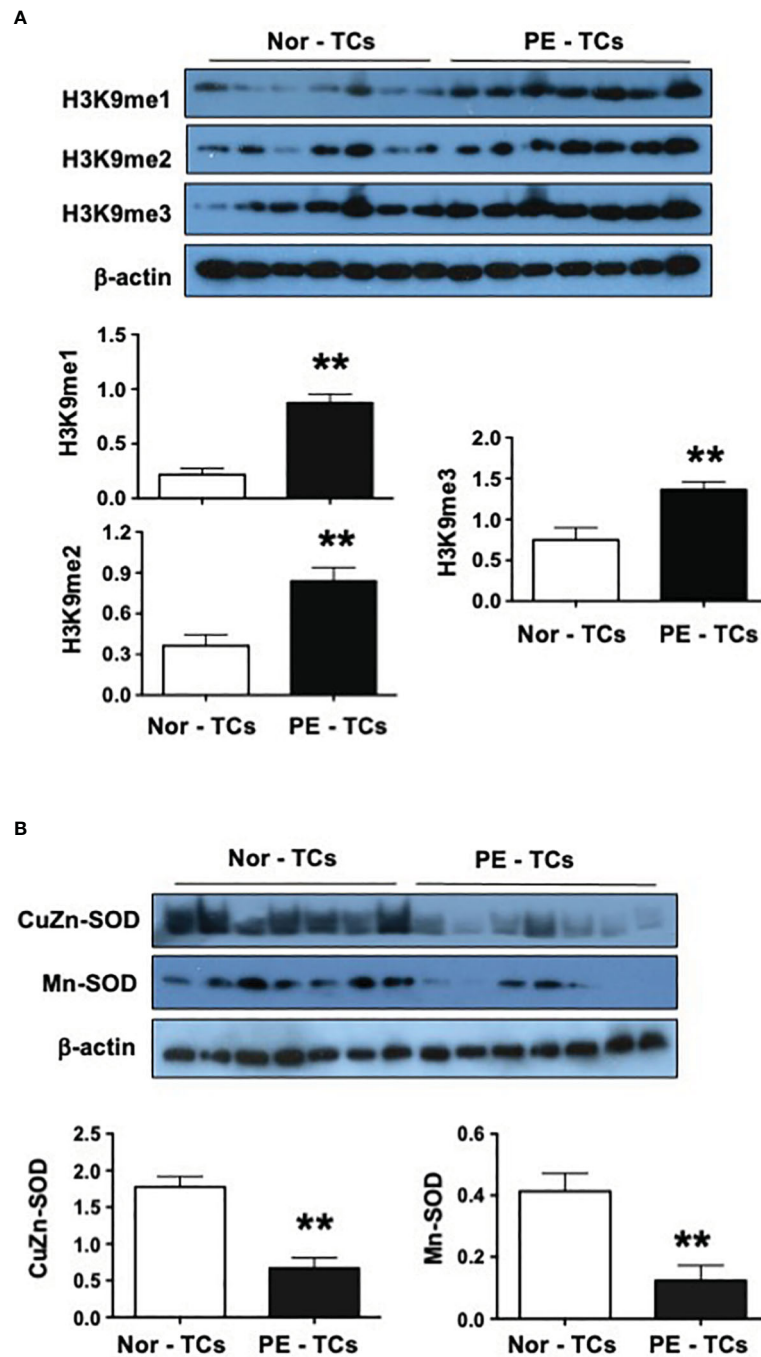 A
Nor - TCs PE - TCs
H3K9me1
H3K9me2
H3K9me3
β-actin
1.5
1.0
0.5
0.0
H3K9me1
**
1.2
0.9
0.6
0.3
0.0
H3K9me2
**
Nor - TCs PE - TCs
2.0
1.5
1.0
0.5
0.0
H3K9me3
**
Nor - TCs PE - TCs
B
Nor - TCs PE - TCs
CuZn-SOD
Mn-SOD
β-actin
2.5
2.0
1.5
1.0
0.5
0.0
CuZn-SOD
**
Nor - TCs PE - TCs
0.6
0.4
0.2
0.0
Mn-SOD
**
Nor - TCs PE - TCs